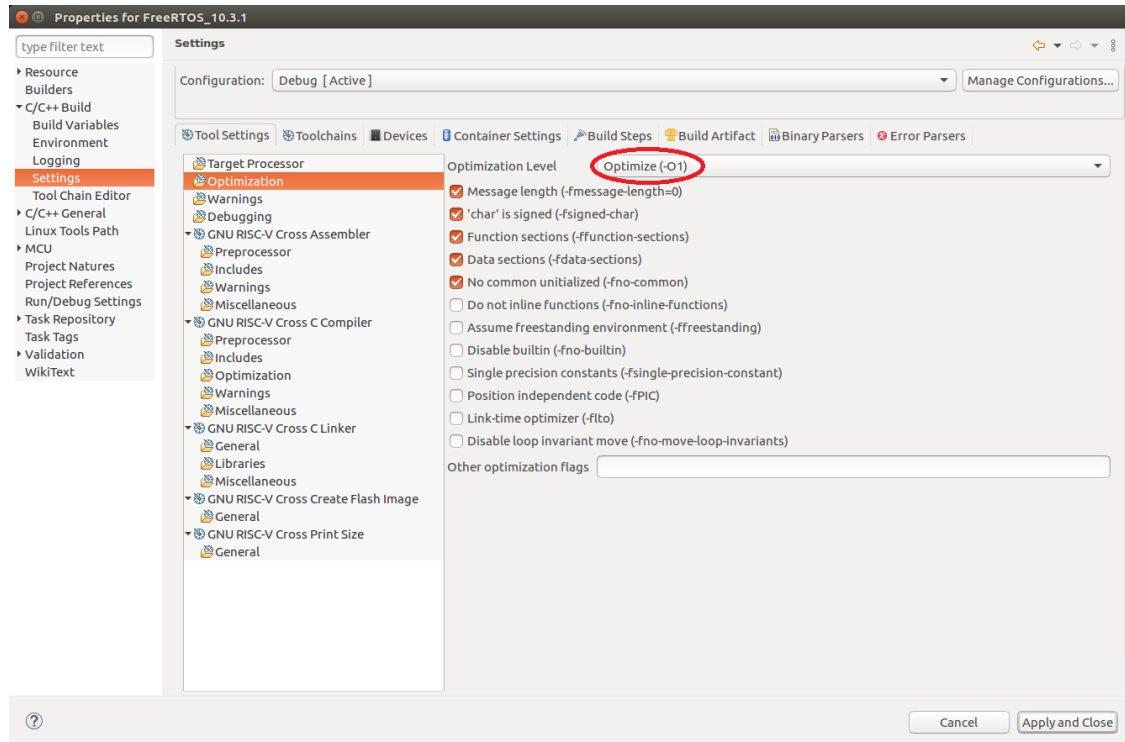 Properties for FreeRTOS_10.3.1
type filter text
Resource
Builders
C/C++ Build
Build Variables
Environment
Logging
Settings
Tool Chain Editor
C/C++ General
Linux Tools Path
MCU
Project Natures
Project References
Run/Debug Settings
Task Repository
Task Tags
Validation
WikiText
Settings
Configuration: Debug [ Active ] Manage Configurations...
Tool Settings Toolchains Devices Container Settings Build Steps Build Artifact Binary Parsers Error Parsers
Target Processor
Optimization
Warnings
Debugging
GNU RISC-V Cross Assembler
Preprocessor
Includes
Warnings
Miscellaneous
GNU RISC-V Cross C Compiler
Preprocessor
Includes
Optimization
Warnings
Miscellaneous
GNU RISC-V Cross C Linker
General
Libraries
Miscellaneous
GNU RISC-V Cross Create Flash Image
General
GNU RISC-V Cross Print Size
General
Optimization Level Optimize (-O1)
Message length (-fmessage-length=0)
'char' is signed (-fsigned-char)
Function sections (-ffunction-sections)
Data sections (-fdata-sections)
No common unitialized (-fno-common)
Do not inline functions (-fno-inline-functions)
Assume freestanding environment (-ffreestanding)
Disable builtin (-fno-builtin)
Single precision constants (-fsingle-precision-constant)
Position independent code (-fPIC)
Link-time optimizer (-flto)
Disable loop invariant move (-fno-move-loop-invariants)
Other optimization flags
? Cancel Apply and Close